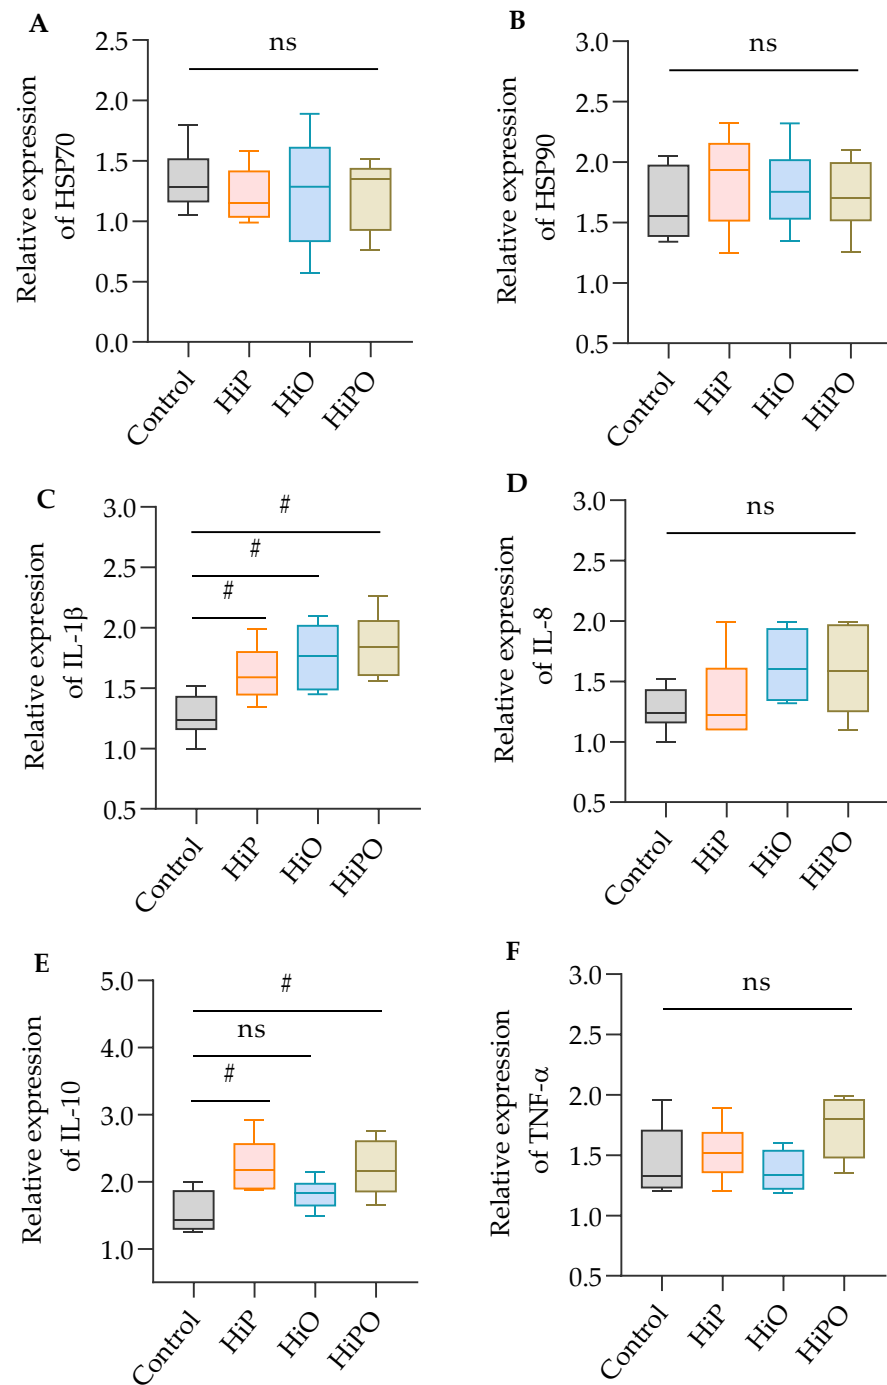 A
Relative expression
of HSP70
2.5
2.0
1.5
1.0
0.5
0.0
ns
Control
HiP
HiO
HiPO
B
Relative expression
of HSP90
3.0
2.5
2.0
1.5
1.0
0.5
ns
Control
HiP
HiO
HiPO
C
Relative expression
of IL-1β
3.0
2.5
2.0
1.5
1.0
0.5
#
#
#
Control
HiP
HiO
HiPO
D
Relative expression
of IL-8
3.0
2.5
2.0
1.5
1.0
0.5
ns
Control
HiP
HiO
HiPO
E
Relative expression
of IL-10
5.0
4.0
3.0
2.0
1.0
#
ns
#
Control
HiP
HiO
HiPO
F
Relative expression
of TNF-α
3.0
2.5
2.0
1.5
1.0
0.5
ns
Control
HiP
HiO
HiPO